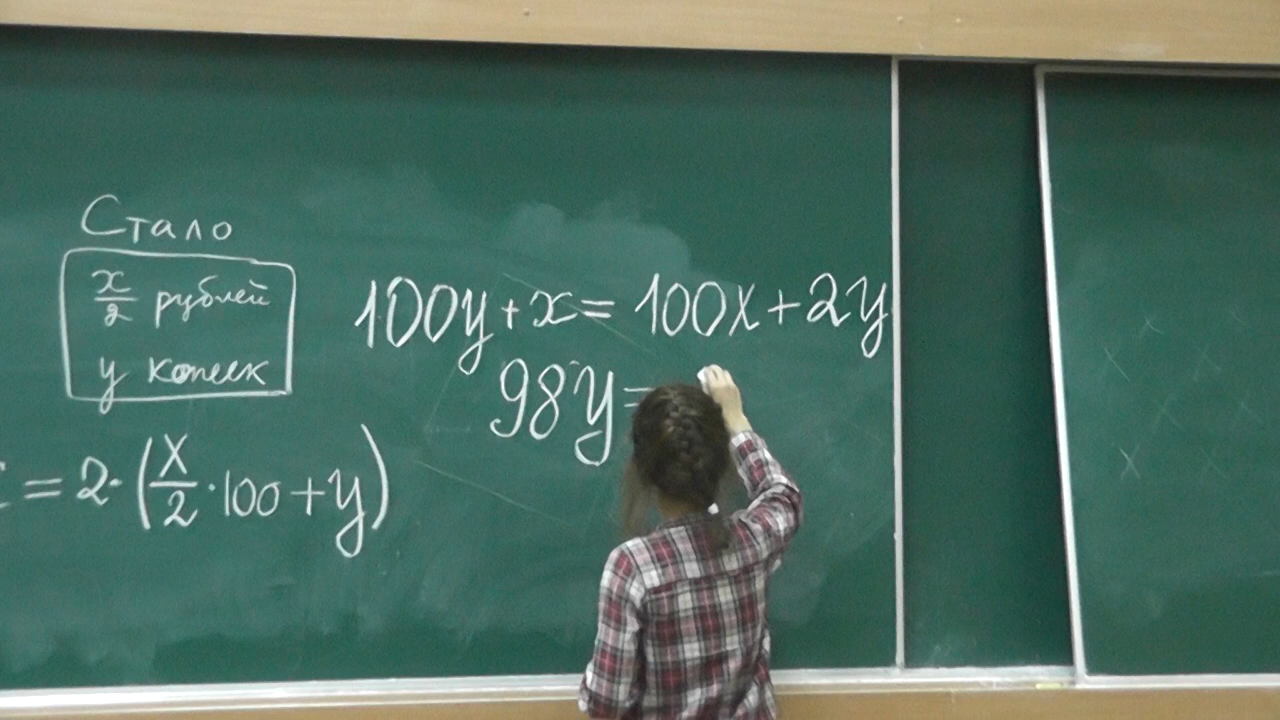 Стало
x/2 рублей
y копеек
100y+x=100x+2y
98y=
=2·(x/2·100+y)